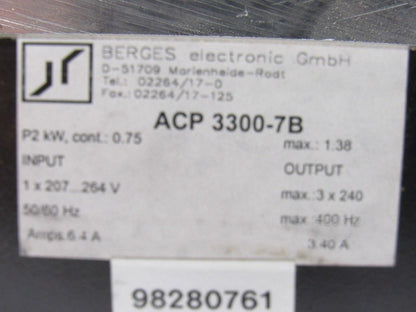 BERGES electronic GmbH
D-51709 Marienheide-Rodt
Tel.: 02264/17-0
Fax.: 02264/17-125
ACP 3300-7B
P2 kW, cont.: 0.75 max.: 1.38
INPUT OUTPUT
1 x 207...264 V max.: 3 x 240
50/60 Hz max. 400 Hz
Amps. 6.4 A 3.40 A
98280761